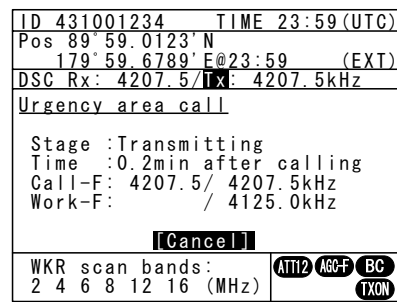 ID 431001234 TIME 23:59(UTC)
Pos 89°59.0123'N
179°59.6789'E@23:59 (EXT)
DSC Rx: 4207.5/Tx: 4207.5kHz
Urgency area call
Stage :Transmitting
Time :0.2min after calling
Call-F: 4207.5/ 4207.5kHz
Work-F: / 4125.0kHz
[Cancel]
WKR scan bands:
2 4 6 8 12 16 (MHz)
ATT12 AGC-F BC
TXON